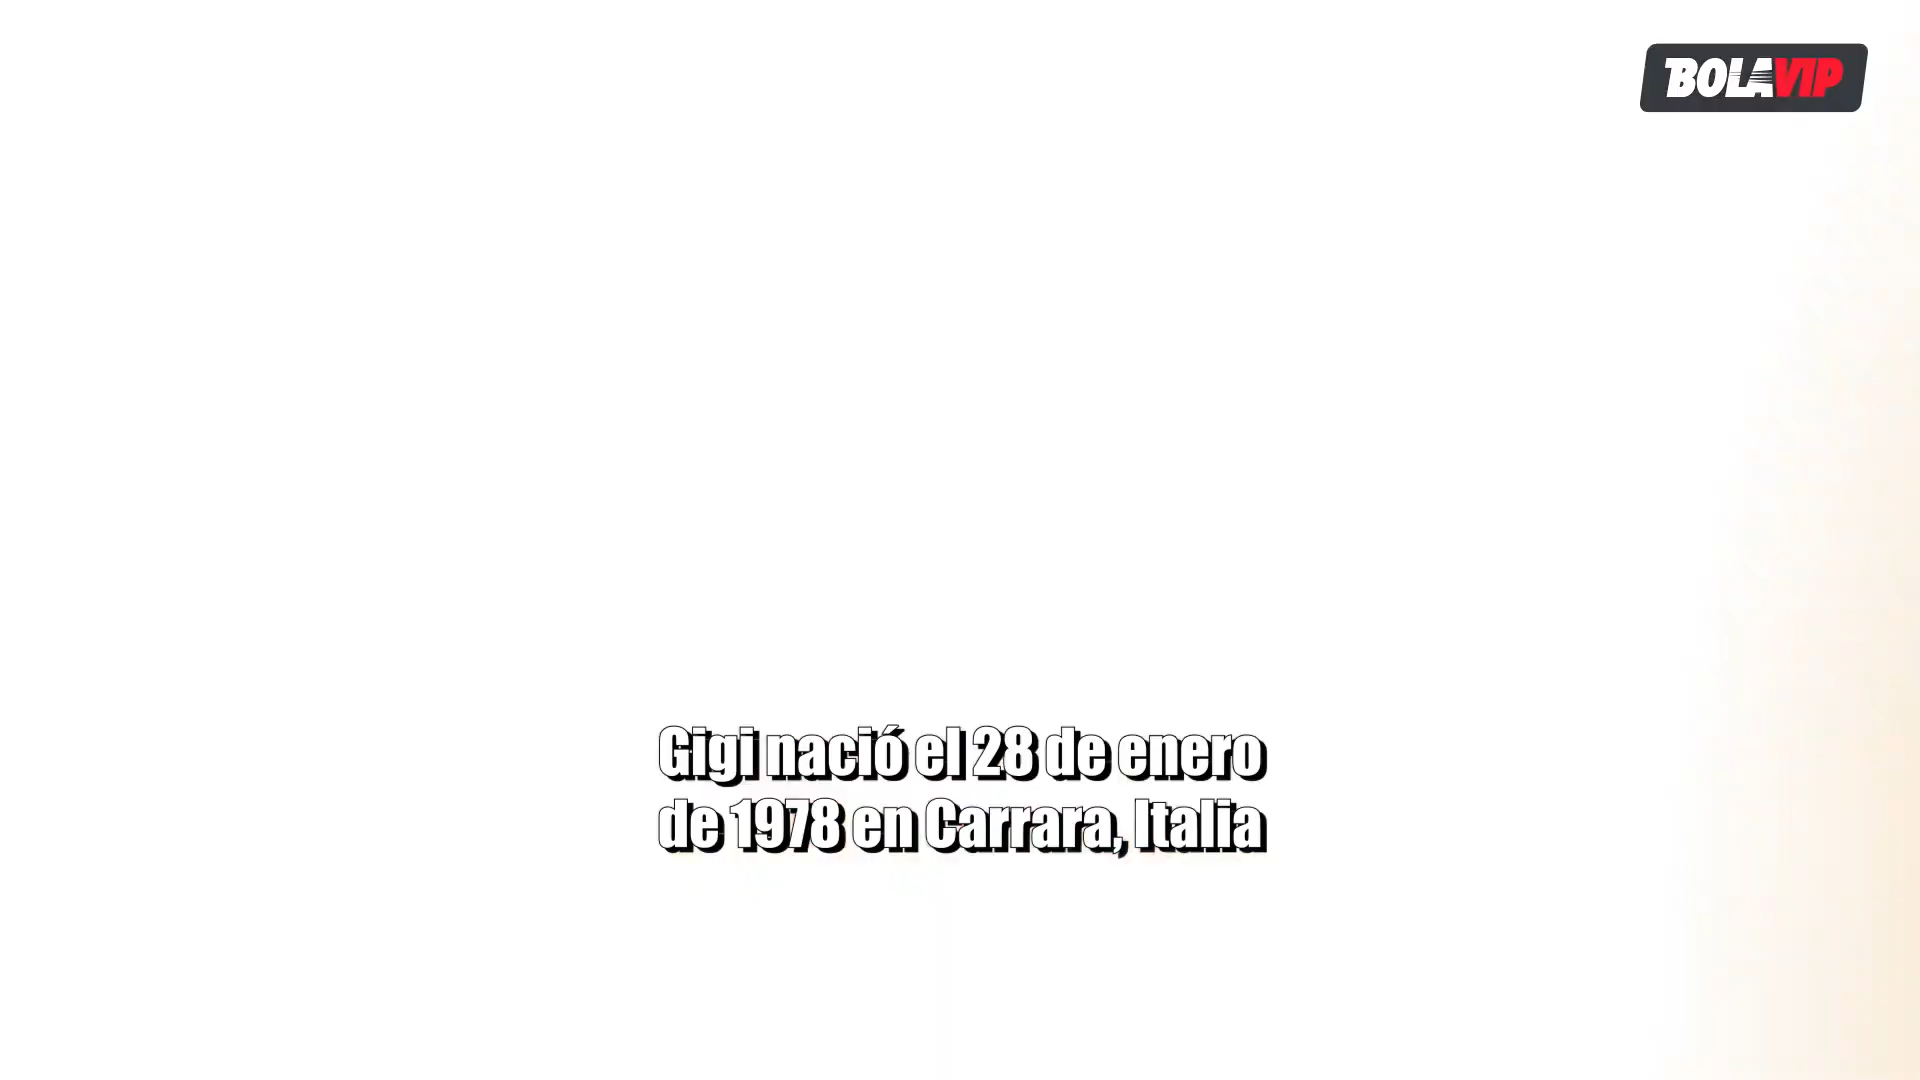 BOLAVIP
Gigi nació el 28 de enero
de 1978 en Carrara, Italia